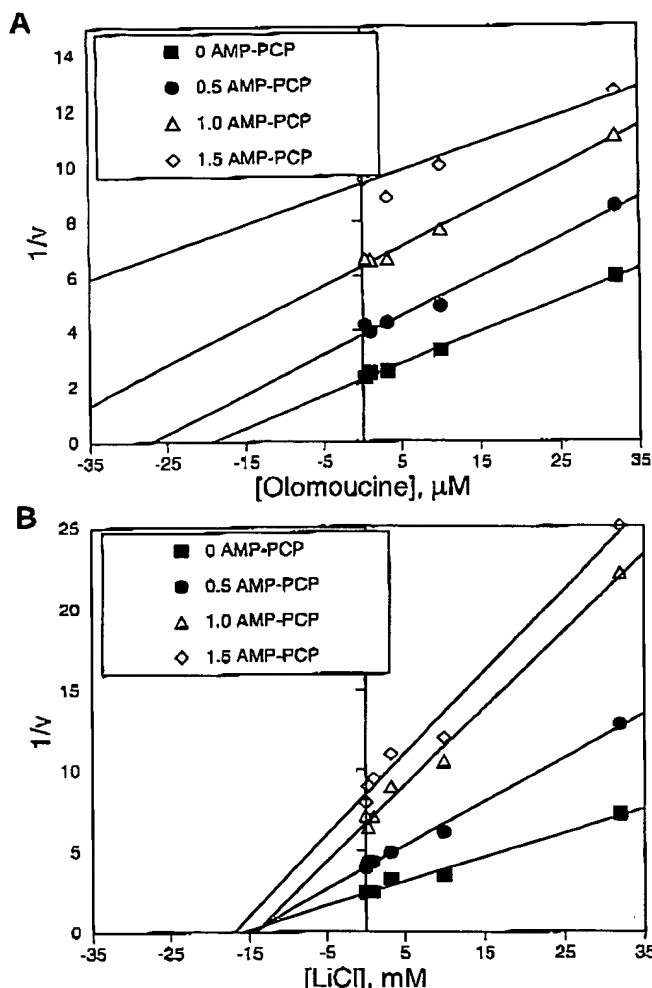 A
14
12
10
8
6
4
2
0
1/v
■ 0 AMP-PCP
● 0.5 AMP-PCP
△ 1.0 AMP-PCP
◇ 1.5 AMP-PCP
-35 -25 -15 -5 5 15 25 35
[Olomoucine], μM
B
25
20
15
10
5
0
1/v
■ 0 AMP-PCP
● 0.5 AMP-PCP
△ 1.0 AMP-PCP
◇ 1.5 AMP-PCP
-35 -25 -15 -5 5 15 25 35
[LiCl], mM